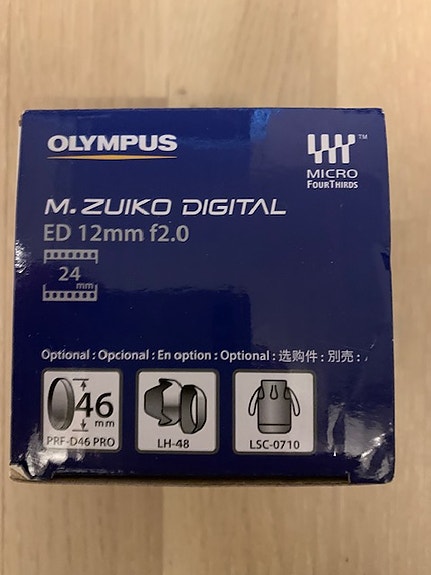 OLYMPUS
MICRO
FOURTHIRDS
™
M.ZUIKO DIGITAL
ED 12mm f2.0
24
mm
Optional : Opcional : En option : Optional : 选购件 : 別売 :
46
mm
PRF-D46 PRO
LH-48
LSC-0710